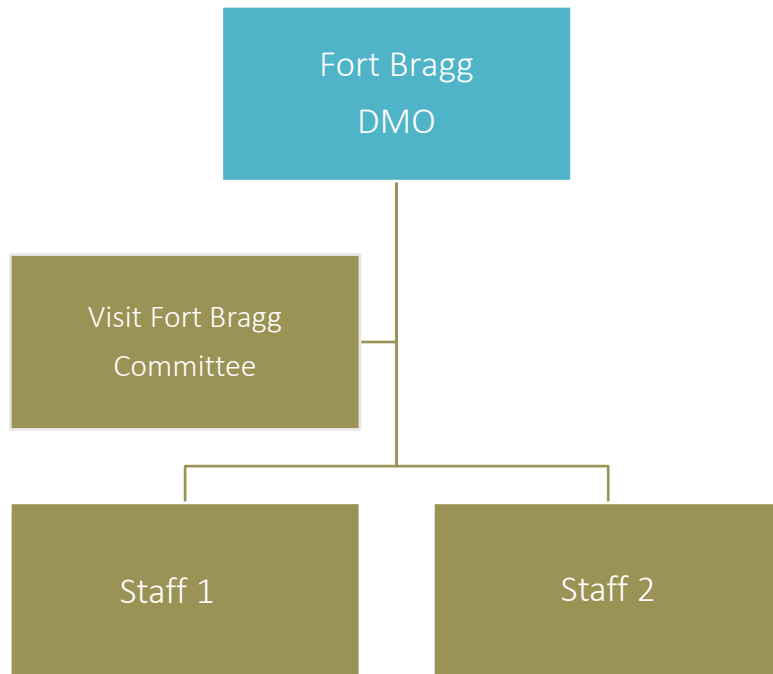 Fort Bragg
DMO
Visit Fort Bragg
Committee
Staff 1
Staff 2